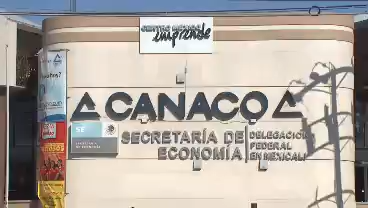 CENTRO MÉXICO
emprende
CANACO
SE
SECRETARÍA DE
ECONOMÍA
DELEGACIÓN
FEDERAL
EN MEXICALI